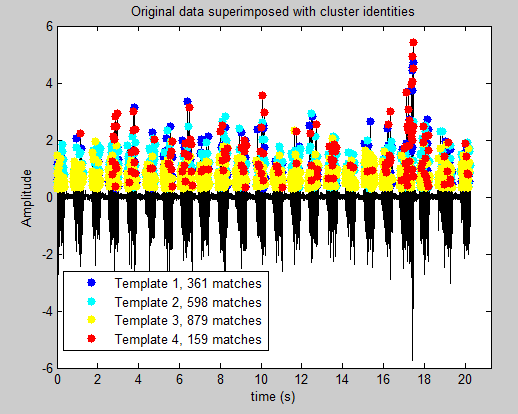 Original data superimposed with cluster identities
6
4
2
0
-2
-4
-6
Amplitude
Template 1, 361 matches
Template 2, 598 matches
Template 3, 879 matches
Template 4, 159 matches
0 2 4 6 8 10 12 14 16 18 20
time (s)